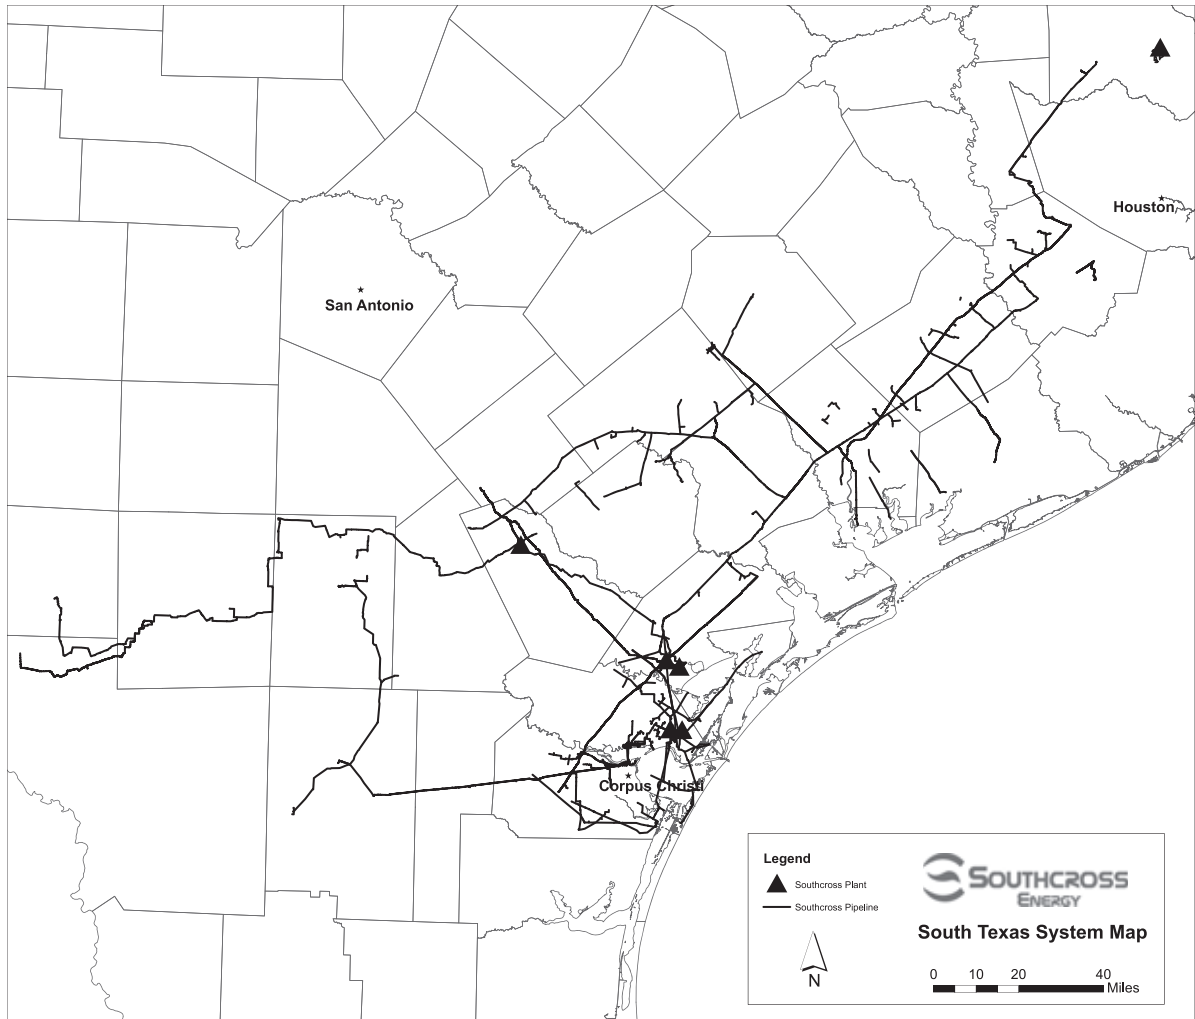 Houston
San Antonio
Corpus Christi
Legend
Southcross Plant
Southcross Pipeline
N
SOUTHCROSS
ENERGY
South Texas System Map
0 10 20 40
Miles